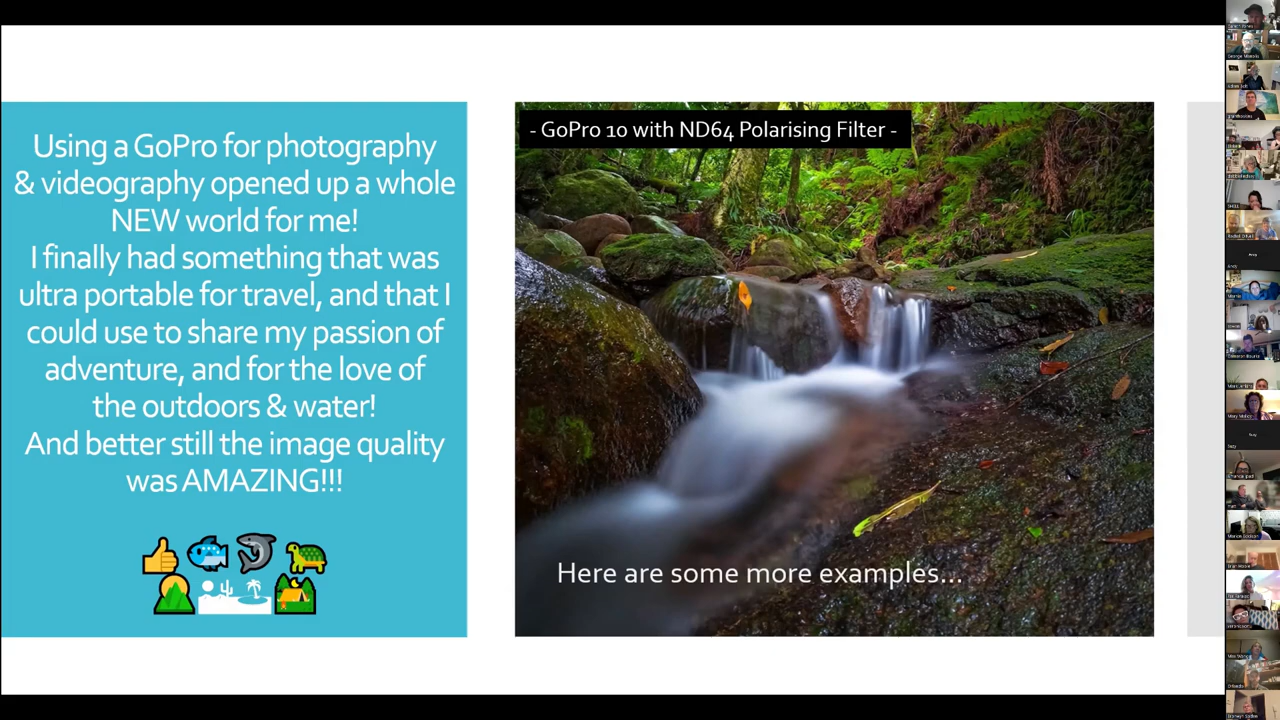 Using a GoPro for photography
& videography opened up a whole
NEW world for me!
I finally had something that was
ultra portable for travel, and that I
could use to share my passion of
adventure, and for the love of
the outdoors & water!
And better still the image quality
was AMAZING!!!
- GoPro 10 with ND64 Polarising Filter -
Here are some more examples...
Andy